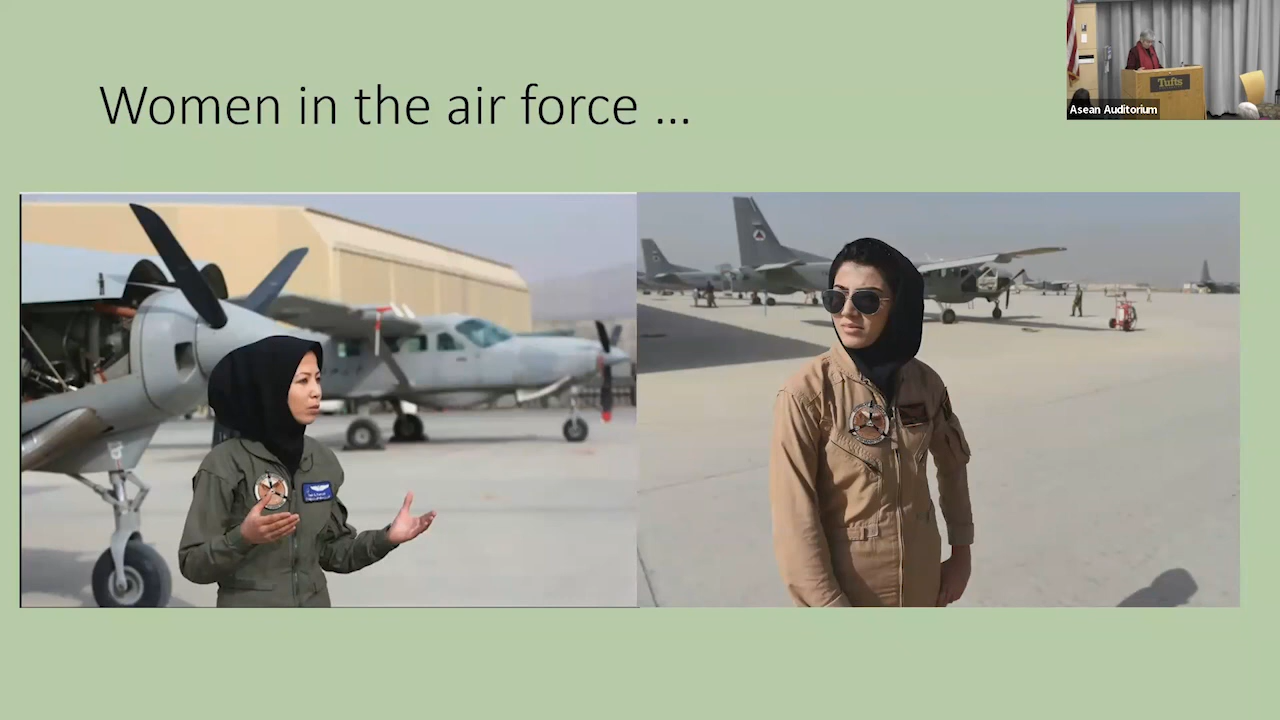 Women in the air force ...
Tufts
Asean Auditorium